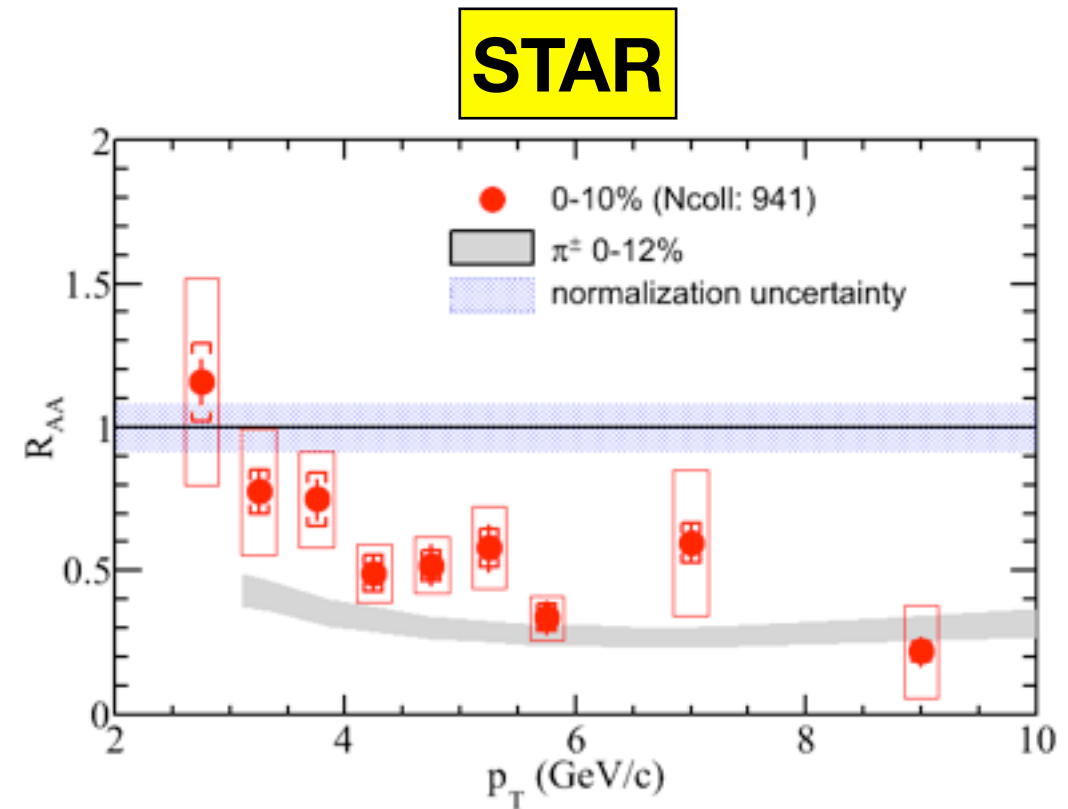 STAR
2
0-10% (Ncoll: 941)
π± 0-12%
normalization uncertainty
1.5
1
0.5
0
R_AA
2 4 6 8 10
p_T (GeV/c)